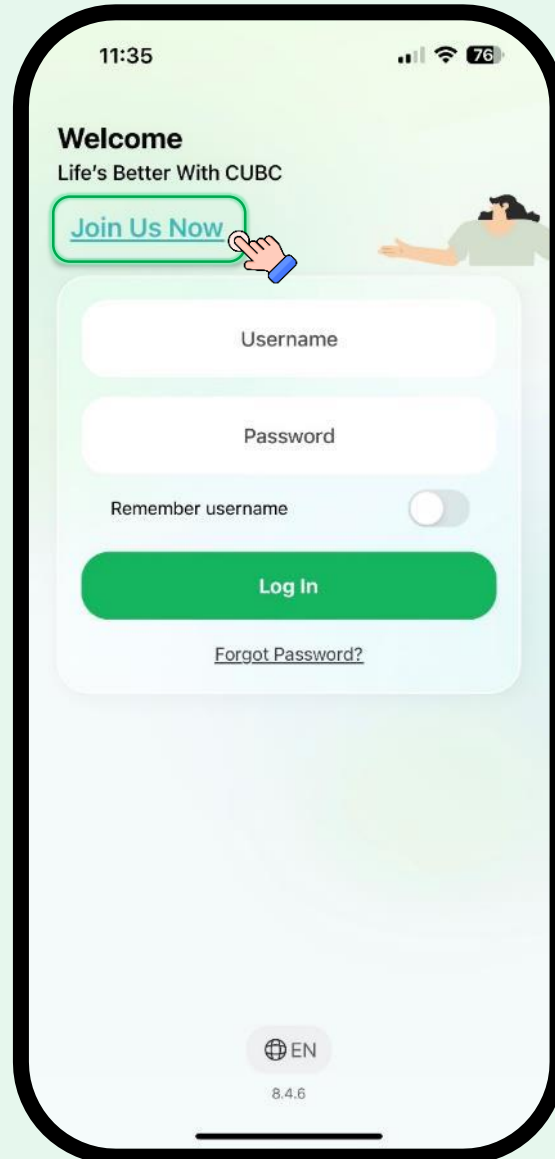 11:35
76
Welcome
Life's Better With CUBC
Join Us Now
Username
Password
Remember username
Log In
Forgot Password?
EN
8.4.6